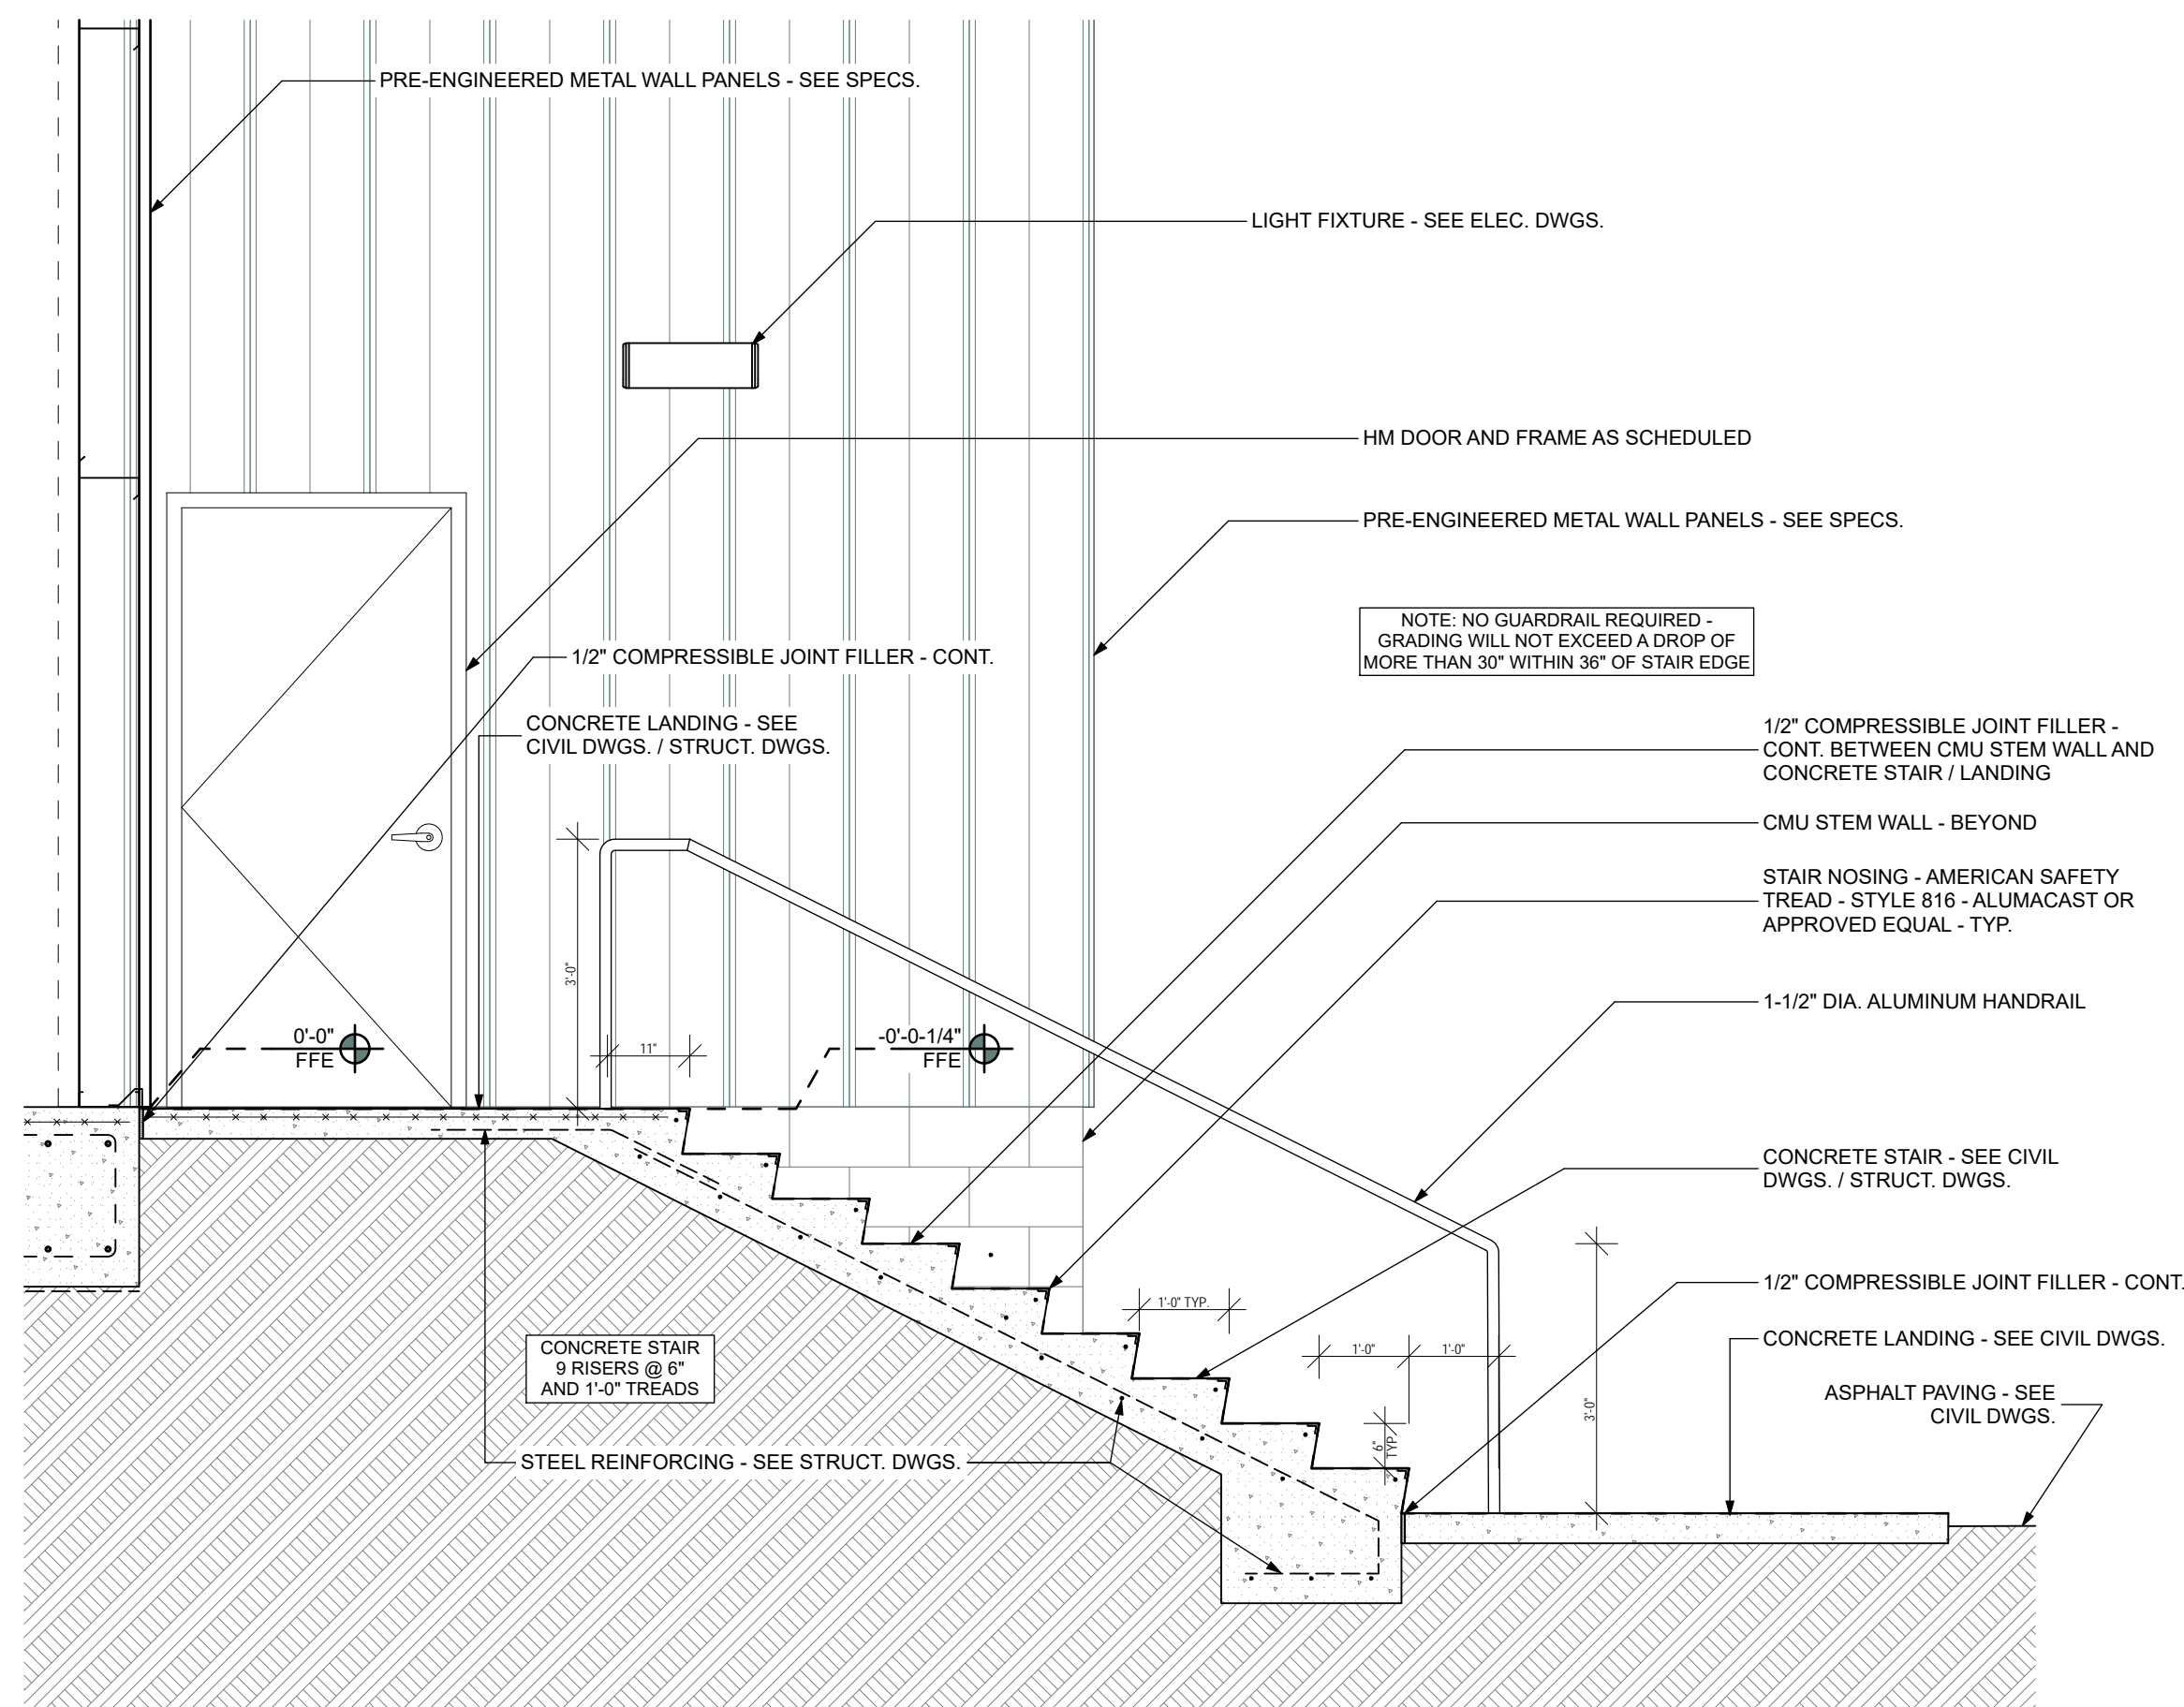 PRE-ENGINEERED METAL WALL PANELS - SEE SPECS.
LIGHT FIXTURE - SEE ELEC. DWGS.
HM DOOR AND FRAME AS SCHEDULED
PRE-ENGINEERED METAL WALL PANELS - SEE SPECS.
NOTE: NO GUARDRAIL REQUIRED -
GRADING WILL NOT EXCEED A DROP OF
MORE THAN 30" WITHIN 36" OF STAIR EDGE
1/2" COMPRESSIBLE JOINT FILLER - CONT.
CONCRETE LANDING - SEE
CIVIL DWGS. / STRUCT. DWGS.
1/2" COMPRESSIBLE JOINT FILLER -
CONT. BETWEEN CMU STEM WALL AND
CONCRETE STAIR / LANDING
CMU STEM WALL - BEYOND
STAIR NOSING - AMERICAN SAFETY
TREAD - STYLE 816 - ALUMACAST OR
APPROVED EQUAL - TYP.
3'-0"
1-1/2" DIA. ALUMINUM HANDRAIL
0'-0"
FFE
11"
-0'-0-1/4"
FFE
CONCRETE STAIR - SEE CIVIL
DWGS. / STRUCT. DWGS.
1/2" COMPRESSIBLE JOINT FILLER - CONT.
1'-0" TYP.
CONCRETE LANDING - SEE CIVIL DWGS.
1'-0"
1'-0"
CONCRETE STAIR
9 RISERS @ 6"
AND 1'-0" TREADS
ASPHALT PAVING - SEE
CIVIL DWGS.
3'-0"
6"
TYP.
STEEL REINFORCING - SEE STRUCT. DWGS.